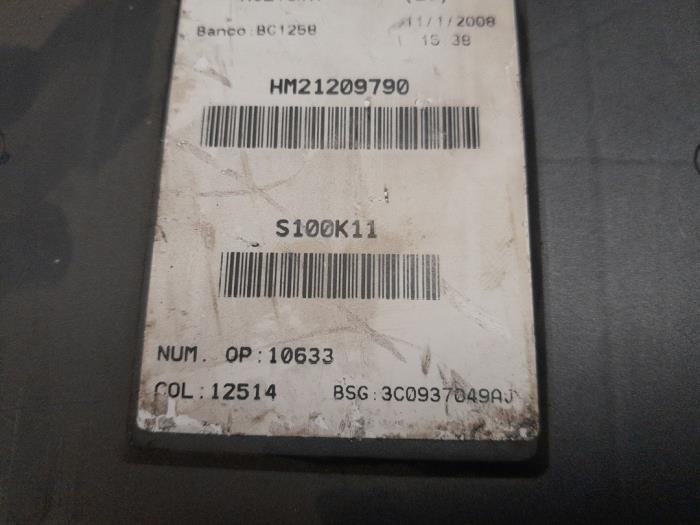 Banco:BC1258 11/1/2008
15 38
HM21209790
S100K11
NUM. OP:10633
COL:12514 BSG:3C0937049AJ